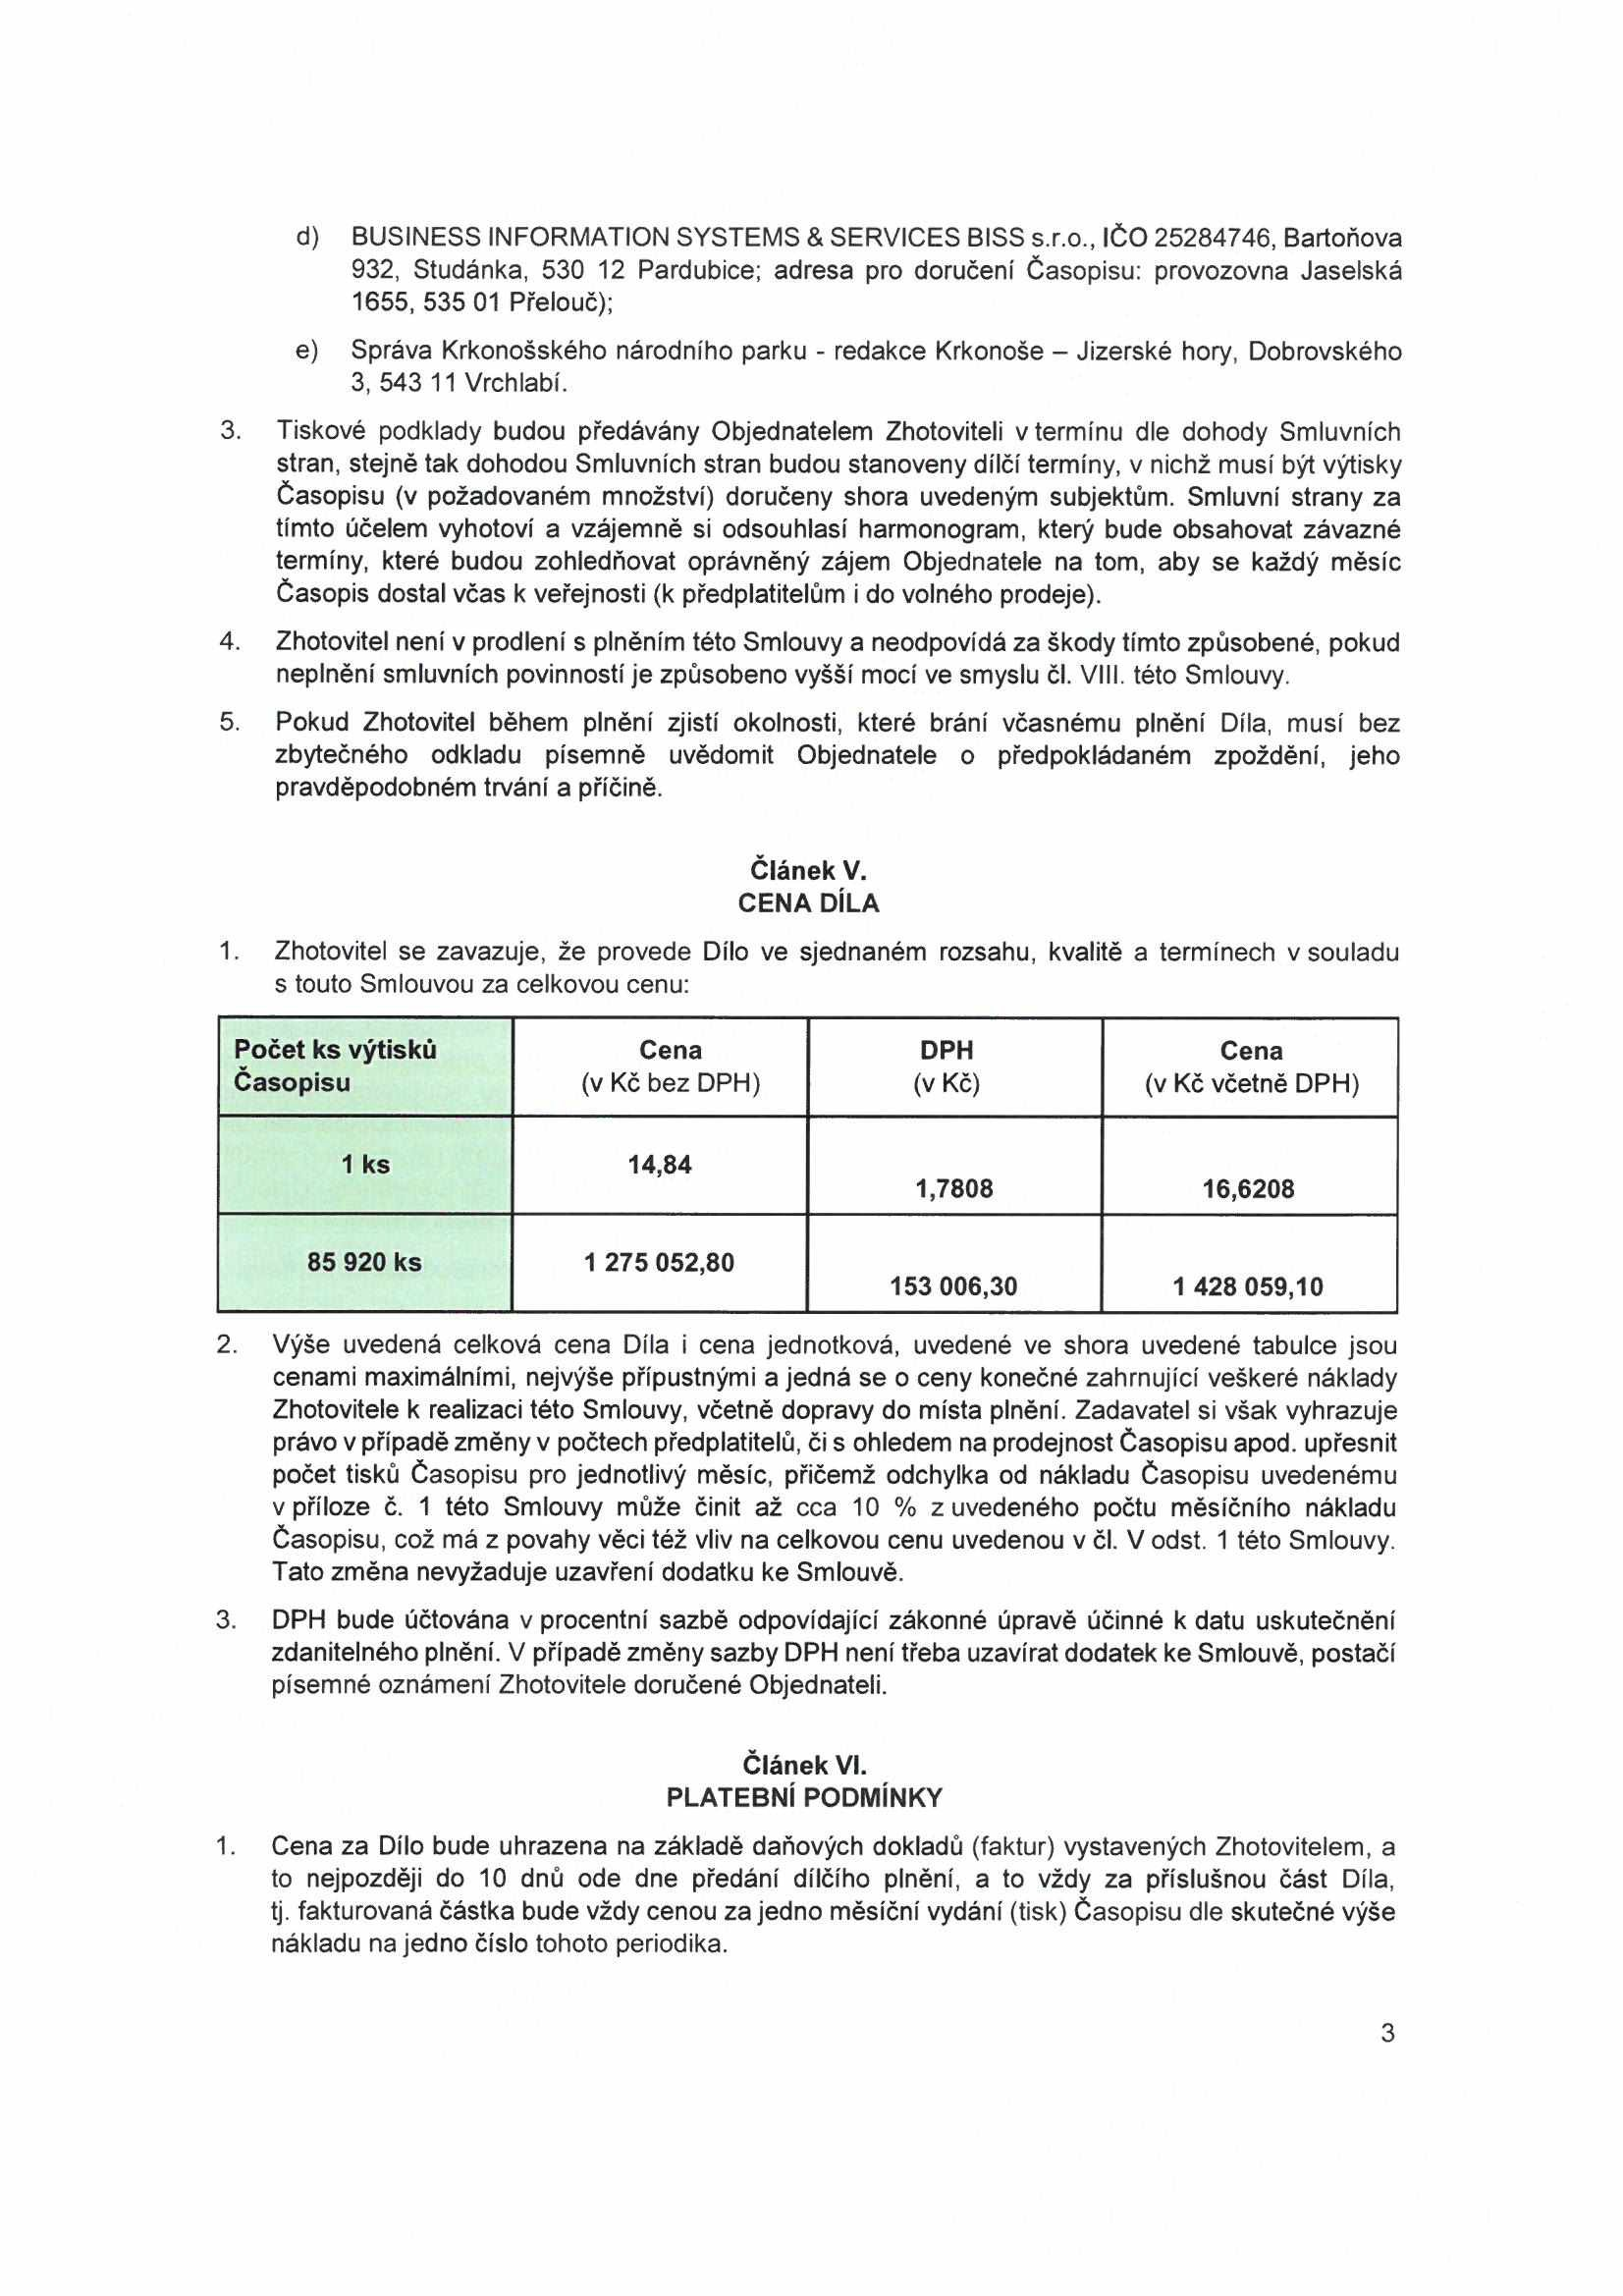 d) BUSINESS INFORMATION SYSTEMS & SERVICES BISS s.r.o., IČO 25284746, Bartoňova
932, Studánka, 530 12 Pardubice; adresa pro doručení Časopisu: provozovna Jaselská
1655, 535 01 Přelouč);
e) Správa Krkonošského národního parku - redakce Krkonoše – Jizerské hory, Dobrovského
3, 543 11 Vrchlabí.
3. Tiskové podklady budou předávány Objednatelem Zhotoviteli v termínu dle dohody Smluvních
stran, stejně tak dohodou Smluvních stran budou stanoveny dílčí termíny, v nichž musí být výtisky
Časopisu (v požadovaném množství) doručeny shora uvedeným subjektům. Smluvní strany za
tímto účelem vyhotoví a vzájemně si odsouhlasí harmonogram, který bude obsahovat závazné
termíny, které budou zohledňovat oprávněný zájem Objednatele na tom, aby se každý měsíc
Časopis dostal včas k veřejnosti (k předplatitelům i do volného prodeje).
4. Zhotovitel není v prodlení s plněním této Smlouvy a neodpovídá za škody tímto způsobené, pokud
neplnění smluvních povinností je způsobeno vyšší mocí ve smyslu čl. VIII. této Smlouvy.
5. Pokud Zhotovitel během plnění zjistí okolnosti, které brání včasnému plnění Díla, musí bez
zbytečného odkladu písemně uvědomit Objednatele o předpokládaném zpoždění, jeho
pravděpodobném trvání a příčině.
Článek V.
CENA DÍLA
1. Zhotovitel se zavazuje, že provede Dílo ve sjednaném rozsahu, kvalitě a termínech v souladu
s touto Smlouvou za celkovou cenu:
Počet ks výtisků Cena DPH Cena
Časopisu (v Kč bez DPH) (v Kč) (v Kč včetně DPH)
1 ks 14,84 1,7808 16,6208
85 920 ks 1 275 052,80 153 006,30 1 428 059,10
2. Výše uvedená celková cena Díla i cena jednotková, uvedené ve shora uvedené tabulce jsou
cenami maximálními, nejvýše přípustnými a jedná se o ceny konečné zahrnující veškeré náklady
Zhotovitele k realizaci této Smlouvy, včetně dopravy do místa plnění. Zadavatel si však vyhrazuje
právo v případě změny v počtech předplatitelů, či s ohledem na prodejnost Časopisu apod. upřesnit
počet tisků Časopisu pro jednotlivý měsíc, přičemž odchylka od nákladu Časopisu uvedenému
v příloze č. 1 této Smlouvy může činit až cca 10 % z uvedeného počtu měsíčního nákladu
Časopisu, což má z povahy věci též vliv na celkovou cenu uvedenou v čl. V odst. 1 této Smlouvy.
Tato změna nevyžaduje uzavření dodatku ke Smlouvě.
3. DPH bude účtována v procentní sazbě odpovídající zákonné úpravě účinné k datu uskutečnění
zdanitelného plnění. V případě změny sazby DPH není třeba uzavírat dodatek ke Smlouvě, postačí
písemné oznámení Zhotovitele doručené Objednateli.
Článek VI.
PLATEBNÍ PODMÍNKY
1. Cena za Dílo bude uhrazena na základě daňových dokladů (faktur) vystavených Zhotovitelem, a
to nejpozději do 10 dnů ode dne předání dílčího plnění, a to vždy za příslušnou část Díla,
tj. fakturovaná částka bude vždy cenou za jedno měsíční vydání (tisk) Časopisu dle skutečné výše
nákladu na jedno číslo tohoto periodika.
3